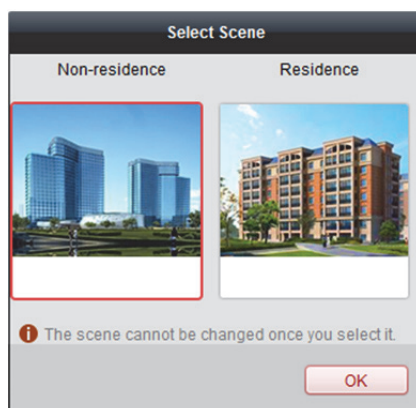 Select Scene
Non-residence Residence
The scene cannot be changed once you select it.
OK